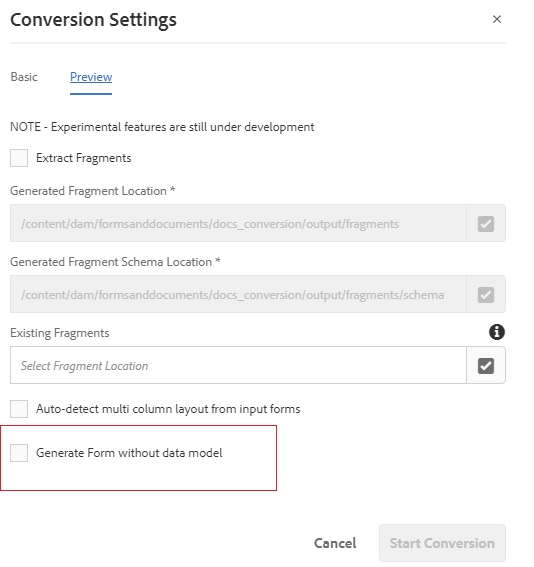 Conversion Settings
Basic Preview
NOTE - Experimental features are still under development
Extract Fragments
Generated Fragment Location *
/content/dam/formsanddocuments/docs_conversion/output/fragments
Generated Fragment Schema Location *
/content/dam/formsanddocuments/docs_conversion/output/fragments/schema
Existing Fragments
Select Fragment Location
Auto-detect multi column layout from input forms
Generate Form without data model
Cancel Start Conversion